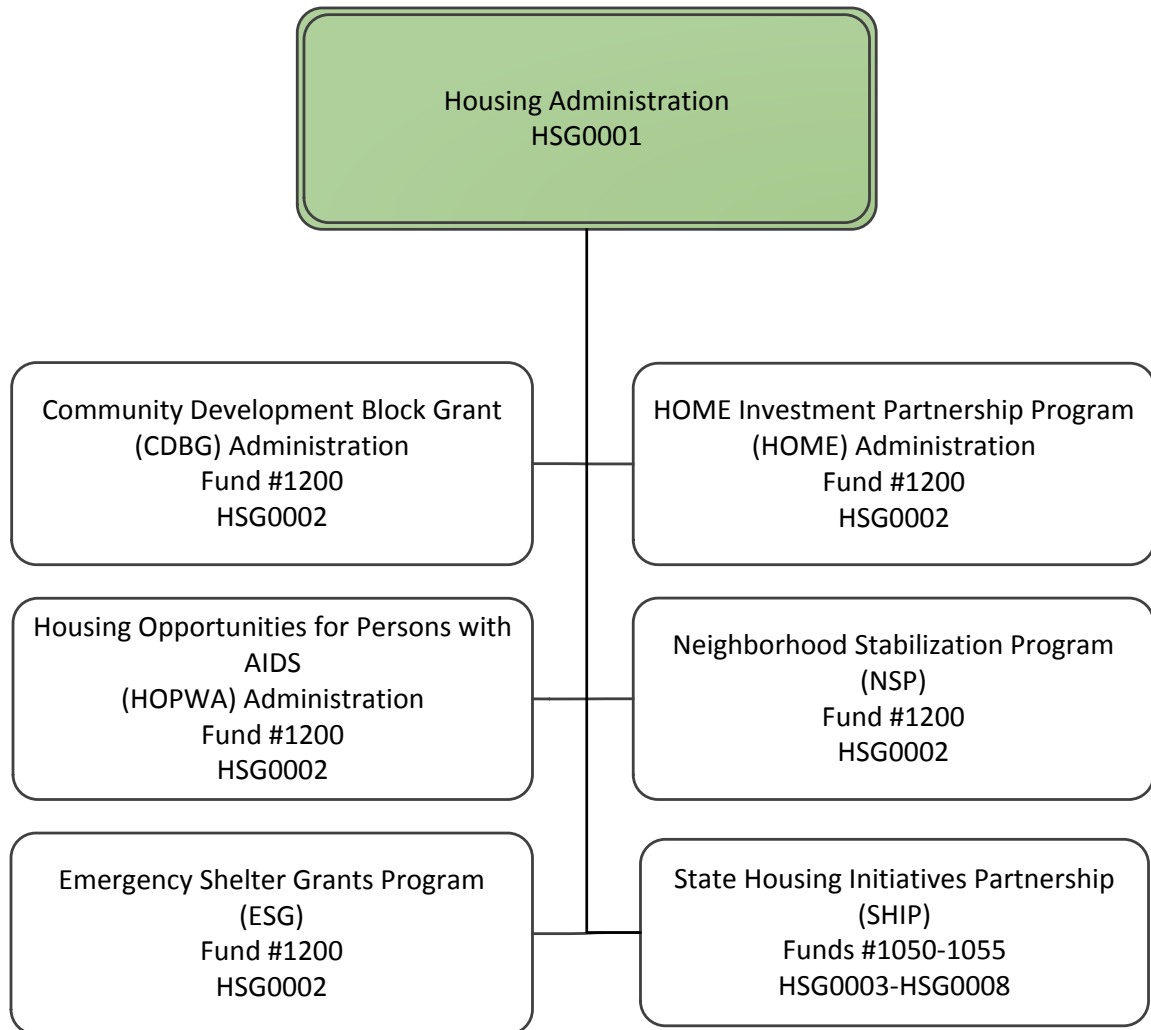 Housing Administration
HSG0001
Community Development Block Grant
(CDBG) Administration
Fund #1200
HSG0002
HOME Investment Partnership Program
(HOME) Administration
Fund #1200
HSG0002
Housing Opportunities for Persons with
AIDS
(HOPWA) Administration
Fund #1200
HSG0002
Neighborhood Stabilization Program
(NSP)
Fund #1200
HSG0002
Emergency Shelter Grants Program
(ESG)
Fund #1200
HSG0002
State Housing Initiatives Partnership
(SHIP)
Funds #1050-1055
HSG0003-HSG0008